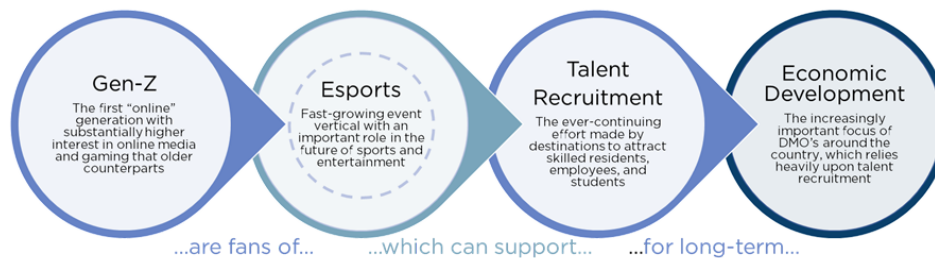 Gen-Z
The first “online”
generation with
substantially higher
interest in online media
and gaming that older
counterparts
Esports
Fast-growing event
vertical with an
important role in the
future of sports and
entertainment
Talent
Recruitment
The ever-continuing
effort made by
destinations to attract
skilled residents,
employees, and
students
Economic
Development
The increasingly
important focus of
DMO's around the
country, which relies
heavily upon talent
recruitment
...are fans of...
...which can support...
...for long-term...